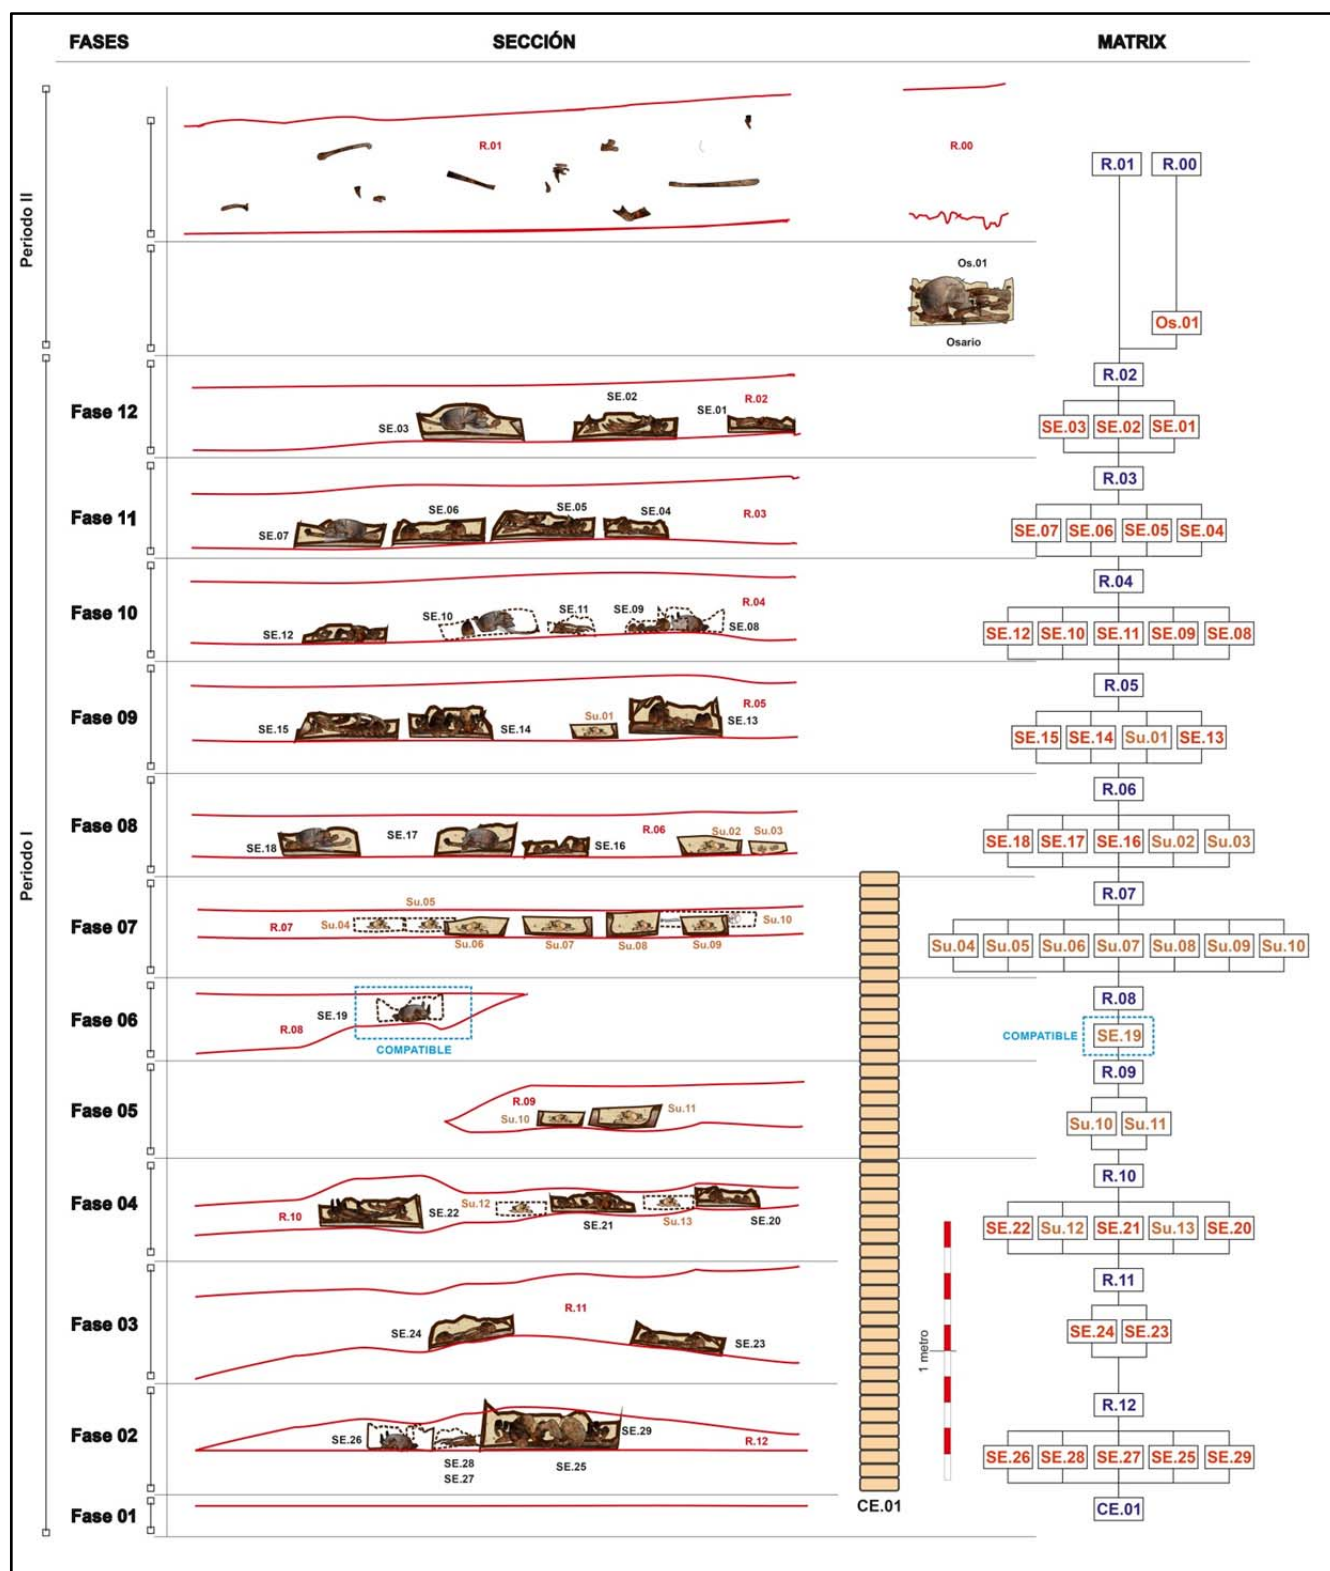 FASES SECCIÓN MATRIX
Periodo II
R.01 R.00
R.01 R.00
Os.01
Osario
Os.01
Periodo I
Fase 12
SE.03 SE.02 SE.01 R.02
R.02
SE.03 SE.02 SE.01
Fase 11
SE.07 SE.06 SE.05 SE.04 R.03
R.03
SE.07 SE.06 SE.05 SE.04
Fase 10
SE.12 SE.10 SE.11 SE.09 SE.08 R.04
R.04
SE.12 SE.10 SE.11 SE.09 SE.08
Fase 09
SE.15 SE.14 Su.01 SE.13 R.05
R.05
SE.15 SE.14 Su.01 SE.13
Fase 08
SE.18 SE.17 SE.16 R.06 Su.02 Su.03
R.06
SE.18 SE.17 SE.16 Su.02 Su.03
Fase 07
R.07 Su.04 Su.05 Su.06 Su.07 Su.08 Su.09 Su.10
R.07
Su.04 Su.05 Su.06 Su.07 Su.08 Su.09 Su.10
Fase 06
R.08 SE.19
COMPATIBLE
R.08
COMPATIBLE SE.19
Fase 05
R.09 Su.10 Su.11
R.09
Su.10 Su.11
Fase 04
R.10 SE.22 Su.12 SE.21 Su.13 SE.20
R.10
SE.22 Su.12 SE.21 Su.13 SE.20
Fase 03
SE.24 R.11 SE.23
R.11
SE.24 SE.23
1 metro
Fase 02
SE.26 SE.28 SE.25 SE.29 R.12
SE.27
R.12
SE.26 SE.28 SE.27 SE.25 SE.29
Fase 01
CE.01
CE.01